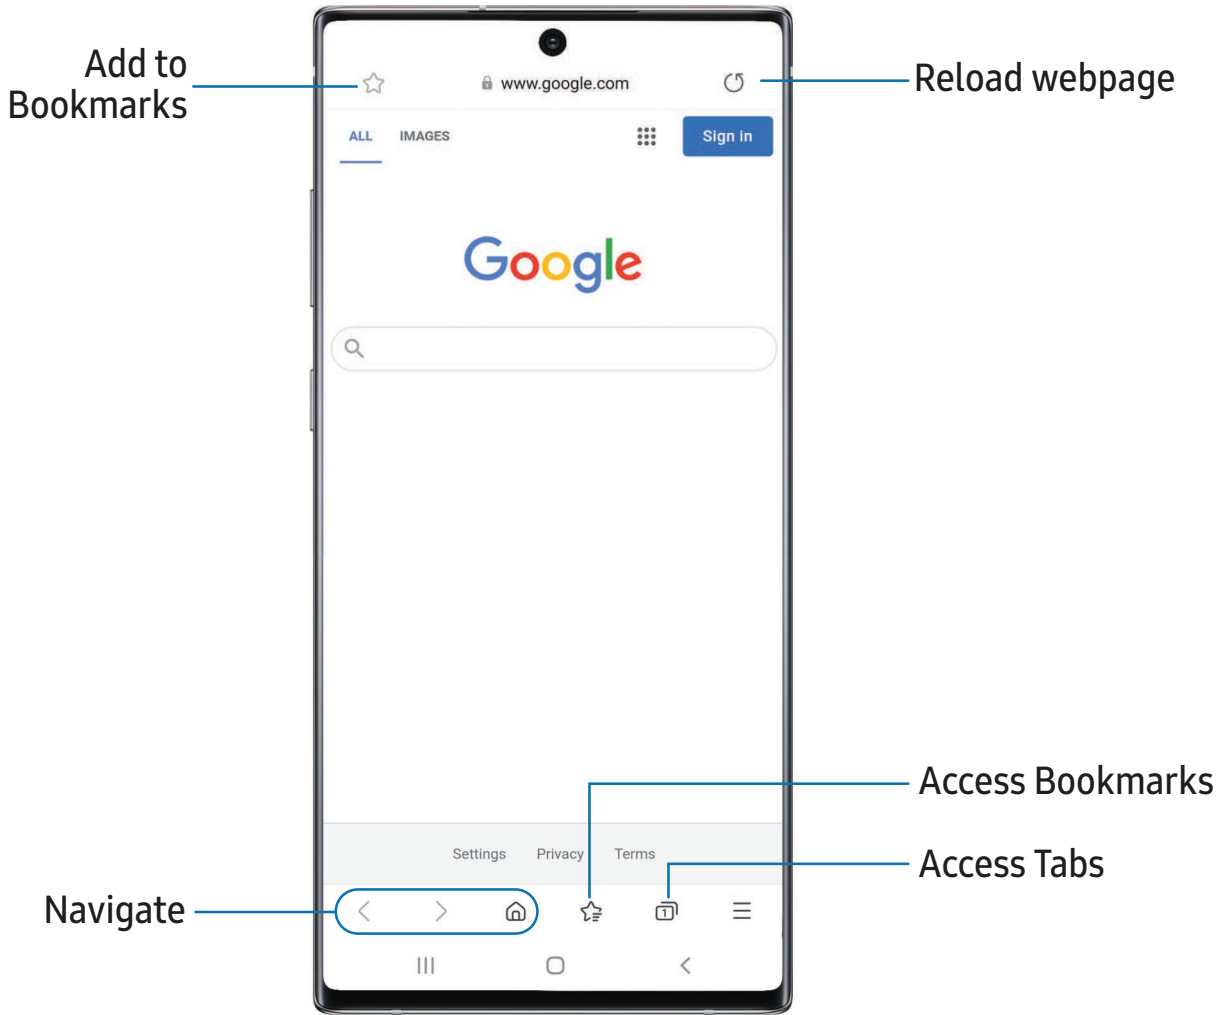 Add to
Bookmarks
www.google.com
Reload webpage
ALL IMAGES Sign in
Google
Access Bookmarks
Settings Privacy Terms
Access Tabs
Navigate
1